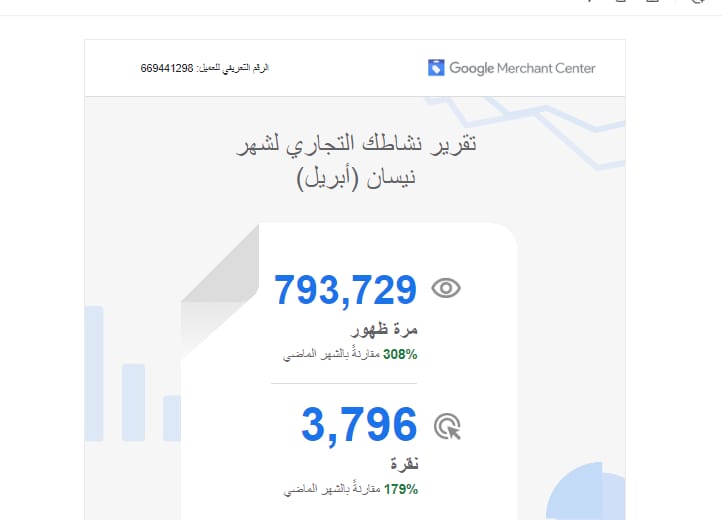 Google Merchant Center
الرقم التعريفي للعميل: 669441298
تقرير نشاطك التجاري لشهر
نيسان (أبريل)
793,729
مرة ظهور
308% مقارنةً بالشهر الماضي
3,796
نقرة
179% مقارنةً بالشهر الماضي